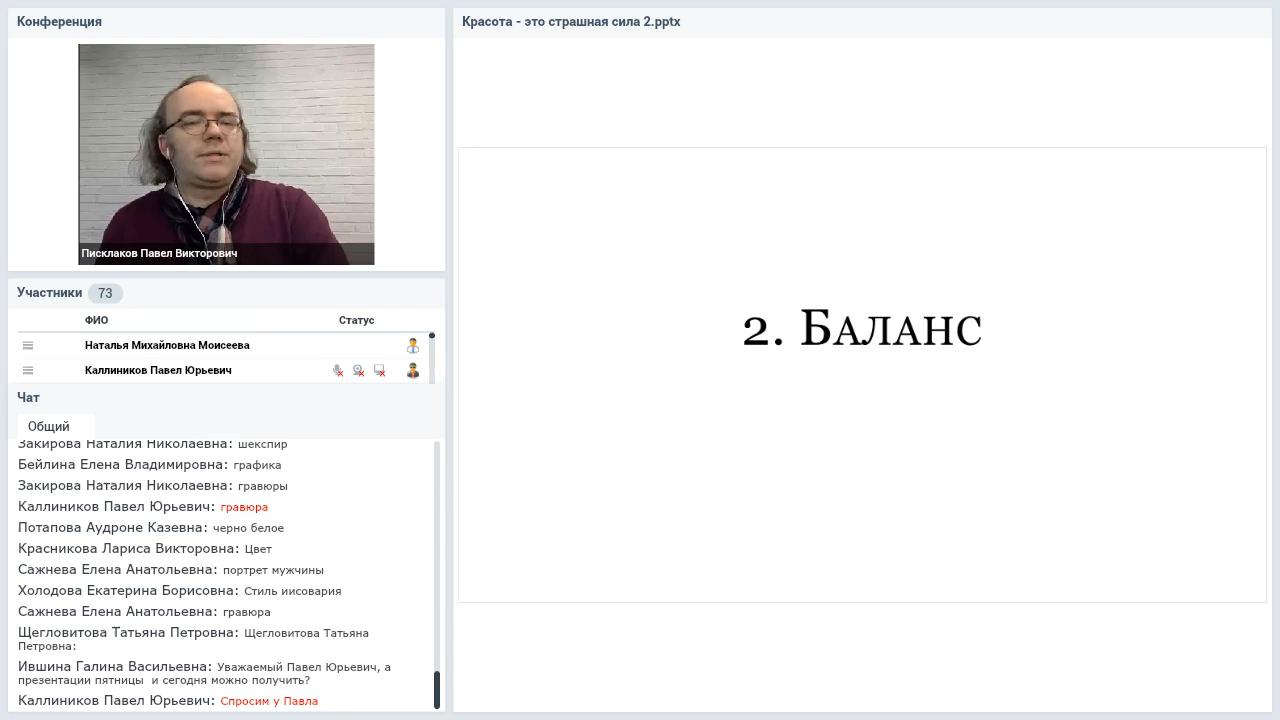 Конференция
Писклаков Павел Викторович
Участники 73
ФИО Статус
Наталья Михайловна Моисеева
Каллиников Павел Юрьевич
Чат
Общий
Закирова Наталия Николаевна: шекспир
Бейлина Елена Владимировна: графика
Закирова Наталия Николаевна: гравюры
Каллиников Павел Юрьевич: гравюра
Потапова Аудроне Казевна: черно белое
Красникова Лариса Викторовна: Цвет
Сажнева Елена Анатольевна: портрет мужчины
Холодова Екатерина Борисовна: Стиль иисовария
Сажнева Елена Анатольевна: гравюра
Щегловитова Татьяна Петровна: Щегловитова Татьяна
Петровна:
Ившина Галина Васильевна: Уважаемый Павел Юрьевич, а
презентации пятницы и сегодня можно получить?
Каллиников Павел Юрьевич: Спросим у Павла
Красота - это страшная сила 2.pptx
2. Баланс